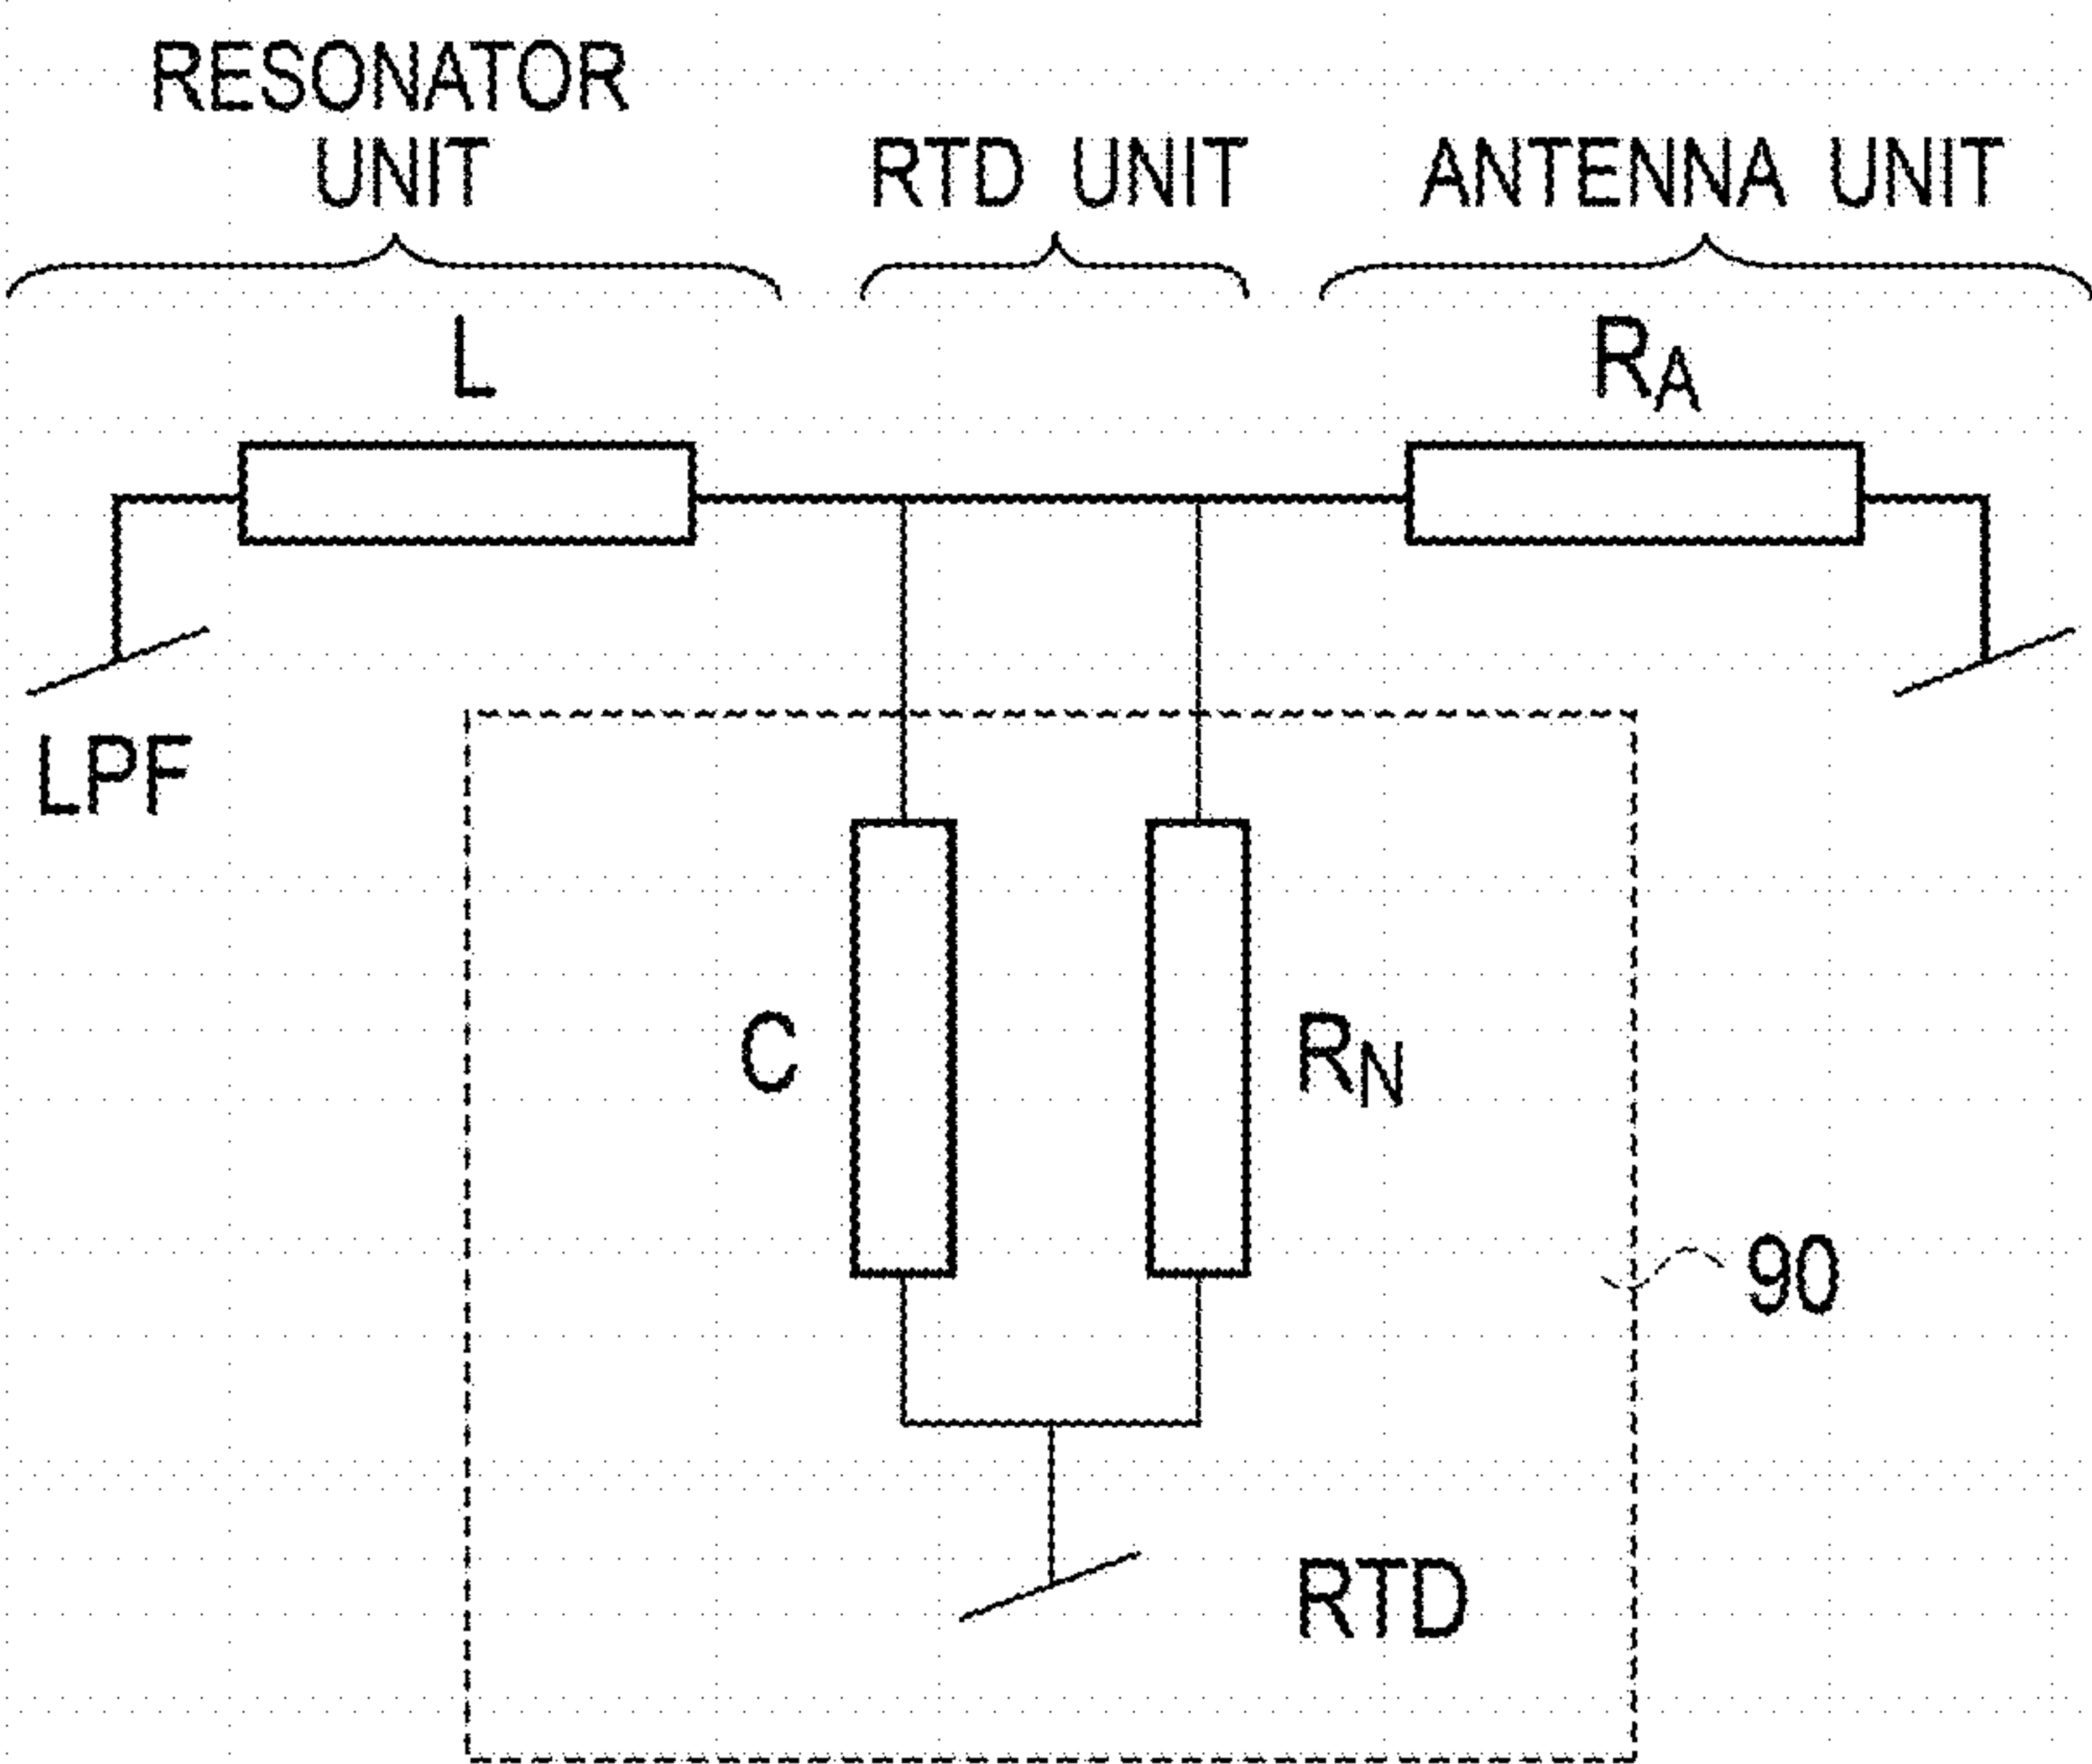 RESONATOR
UNIT
RTD UNIT
ANTENNA UNIT
L
RA
LPF
C
RN
90
RTD